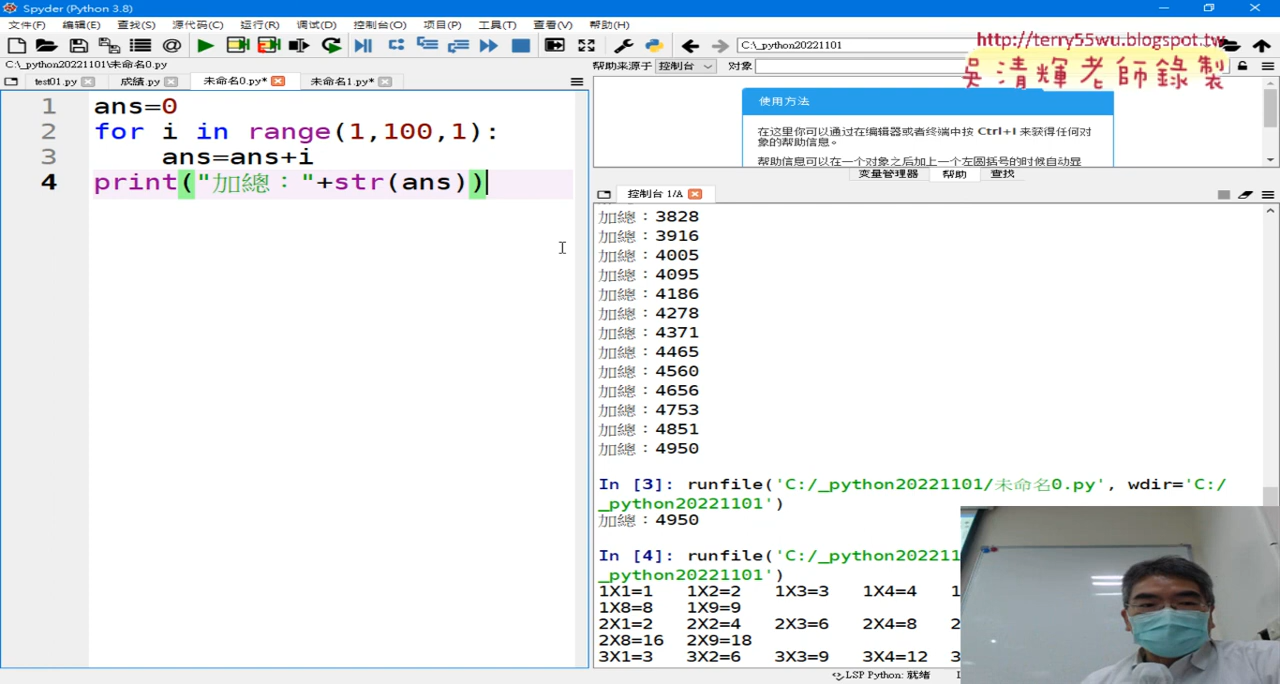 Spyder (Python 3.8)
文件(F) 编辑(E) 查找(S) 源代码(C) 运行(R) 调试(D) 控制台(O) 项目(P) 工具(T) 查看(V) 帮助(H)
C:\_python20221101
http://terry55wu.blogspot.tw
吳清輝老師錄製
C:\_python20221101\未命名0.py
帮助来源于 控制台 对象
test01.py 成績.py 未命名0.py* 未命名1.py*
1 ans=0
2 for i in range(1,100,1):
3 ans=ans+i
4 print("加總："+str(ans))
使用方法
在这里你可以通过在编辑器或者终端中按 Ctrl+I 来获得任何对
象的帮助信息。
帮助信息可以在一个对象之后加上一个左圆括号的时候自动显
变量管理器 帮助 查找
控制台 1/A
加總：3828
加總：3916
加總：4005
加總：4095
加總：4186
加總：4278
加總：4371
加總：4465
加總：4560
加總：4656
加總：4753
加總：4851
加總：4950
In [3]: runfile('C:/_python20221101/未命名0.py', wdir='C:/
_python20221101')
加總：4950
In [4]: runfile('C:/_python202211
_python20221101')
1X1=1 1X2=2 1X3=3 1X4=4 1
1X8=8 1X9=9
2X1=2 2X2=4 2X3=6 2X4=8 2
2X8=16 2X9=18
3X1=3 3X2=6 3X3=9 3X4=12 3
LSP Python: 就绪